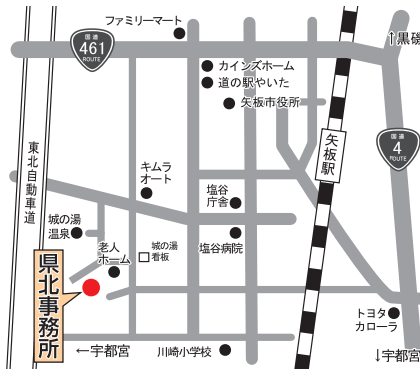 ファミリーマート
国道
461
ROUTE
↑黒磯
カインズホーム
道の駅やいた
矢板市役所
国道
4
ROUTE
東北自動車道
矢板駅
キムラ
オート
塩谷
庁舎
城の湯
温泉
老人
ホーム
城の湯
看板
塩谷病院
県北事務所
トヨタ
カローラ
←宇都宮
川崎小学校
↓宇都宮